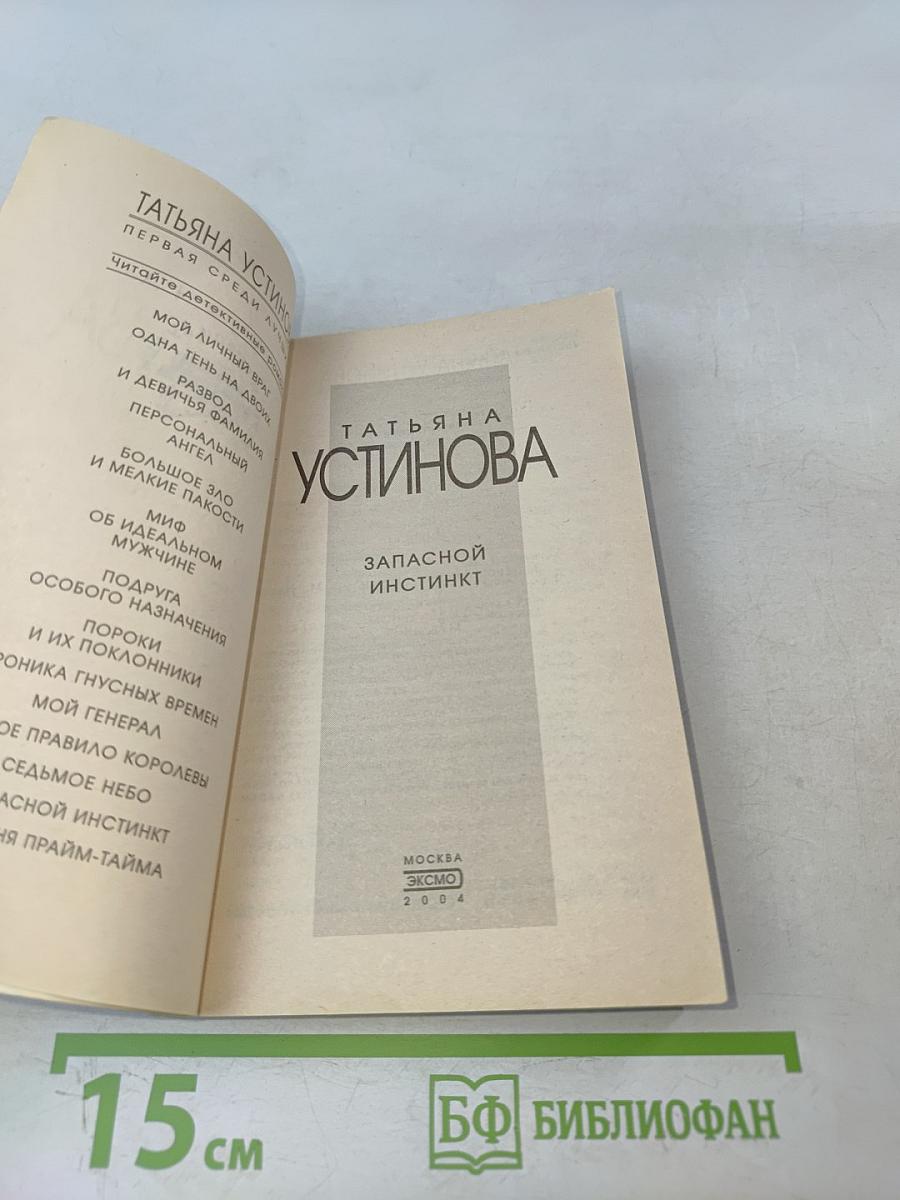 ТАТЬЯНА УСТИНО
ПЕРВАЯ СРЕДИ
Читайте детективные
МОЙ ЛИЧНЫЙ ВРАГ
ОДНА ТЕНЬ НА ДВОИХ
РАЗВОД
И ДЕВИЧЬЯ ФАМИЛИЯ
ПЕРСОНАЛЬНЫЙ
АНГЕЛ
БОЛЬШОЕ ЗЛО
И МЕЛКИЕ ПАКОСТИ
МИФ
ОБ ИДЕАЛЬНОМ
МУЖЧИНЕ
ПОДРУГА
ОСОБОГО НАЗНАЧЕНИЯ
ПОРОКИ
И ИХ ПОКЛОННИКИ
РОНИКА ГНУСНЫХ ВРЕМЕН
МОЙ ГЕНЕРАЛ
ОЕ ПРАВИЛО КОРОЛЕВЫ
СЕДЬМОЕ НЕБО
АСНОЙ ИНСТИНКТ
НЯ ПРАЙМ-ТАЙМА
ТАТЬЯНА
УСТИНОВА
ЗАПАСНОЙ
ИНСТИНКТ
МОСКВА
ЭКСМО
2004
15 см
БФ БИБЛИОФАН